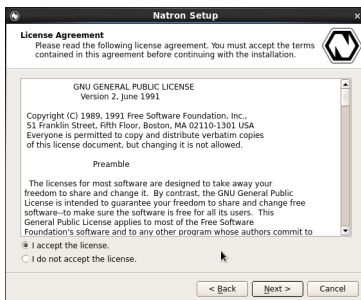 Natron Setup
License Agreement
Please read the following license agreement. You must accept the terms
contained in this agreement before continuing with the installation.
GNU GENERAL PUBLIC LICENSE
Version 2, June 1991
Copyright (C) 1989, 1991 Free Software Foundation, Inc.,
51 Franklin Street, Fifth Floor, Boston, MA 02110-1301 USA
Everyone is permitted to copy and distribute verbatim copies
of this license document, but changing it is not allowed.
Preamble
The licenses for most software are designed to take away your
freedom to share and change it. By contrast, the GNU General Public
License is intended to guarantee your freedom to share and change free
software--to make sure the software is free for all its users. This
General Public License applies to most of the Free Software
Foundation's software and to any other program whose authors commit to
I accept the license.
I do not accept the license.
< Back Next > Cancel